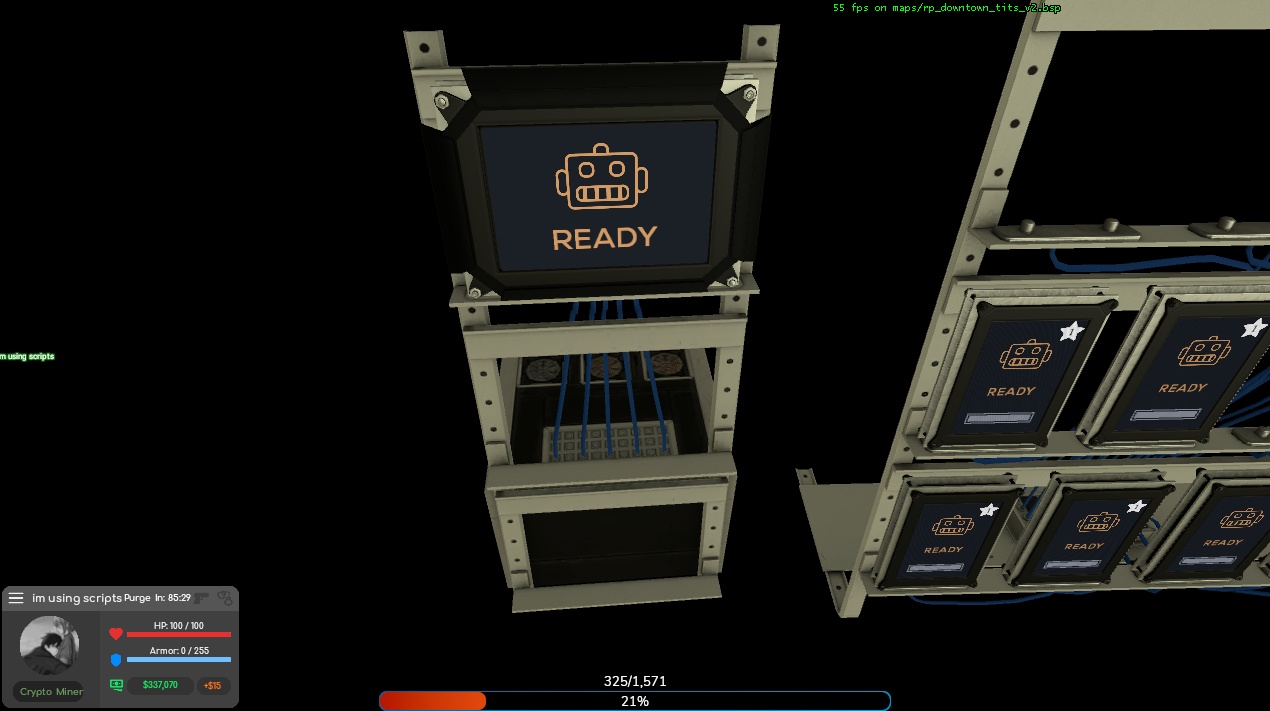 55 fps on maps/rp_downtown_tits_v2.bsp
READY
READY
READY
READY
READY
READY
m using scripts
im using scripts Purge In: 85:29
HP: 100 / 100
Armor: 0 / 255
$337,070 +$15
Crypto Miner
325/1,571
21%